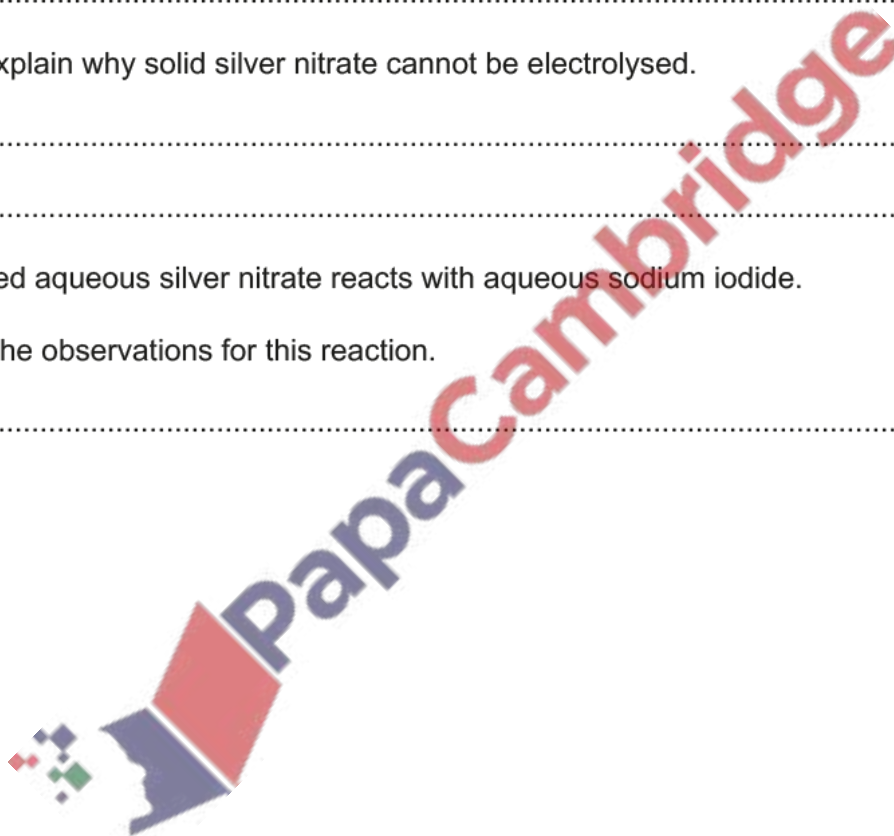 xplain why solid silver nitrate cannot be electrolysed.
ed aqueous silver nitrate reacts with aqueous sodium iodide.
he observations for this reaction.
PapaCambridge